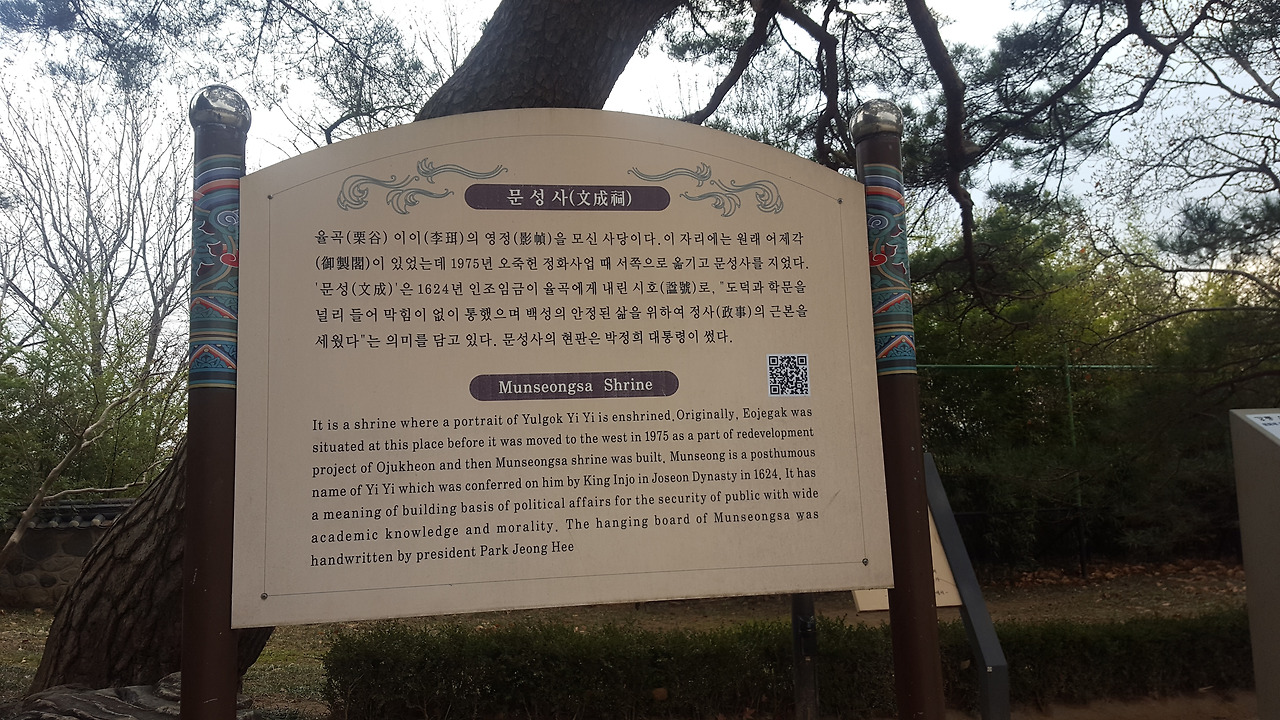 문성사(文成祠)
율곡(栗谷) 이이(李珥)의 영정(影幀)을 모신 사당이다. 이 자리에는 원래 어제각
(御製閣)이 있었는데 1975년 오죽헌 정화사업 때 서쪽으로 옮기고 문성사를 지었다.
'문성(文成)'은 1624년 인조임금이 율곡에게 내린 시호(諡號)로, "도덕과 학문을
널리 들어 막힘이 없이 통했으며 백성의 안정된 삶을 위하여 정사(政事)의 근본을
세웠다"는 의미를 담고 있다. 문성사의 현판은 박정희 대통령이 썼다.
Munseongsa Shrine
It is a shrine where a portrait of Yulgok Yi Yi is enshrined. Originally, Eojegak was
situated at this place before it was moved to the west in 1975 as a part of redevelopment
project of Ojukheon and then Munseongsa shrine was built. Munseong is a posthumous
name of Yi Yi which was conferred on him by King Injo in Joseon Dynasty in 1624. It has
a meaning of building basis of political affairs for the security of public with wide
academic knowledge and morality. The hanging board of Munseongsa was
handwritten by president Park Jeong Hee